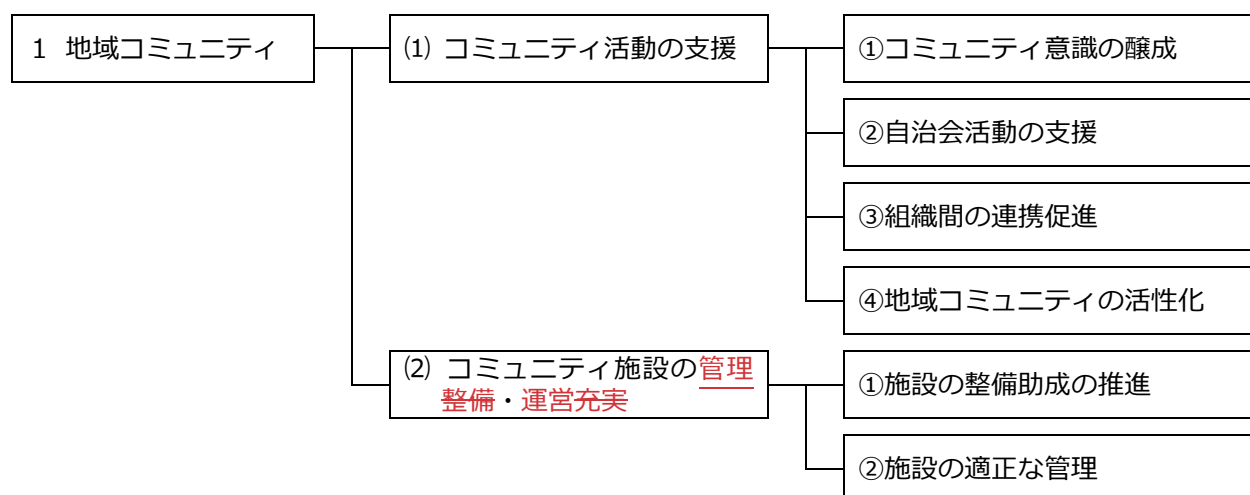 1 地域コミュニティ
⑴ コミュニティ活動の支援
①コミュニティ意識の醸成
②自治会活動の支援
③組織間の連携促進
④地域コミュニティの活性化
⑵ コミュニティ施設の管理
整備・運営充実
①施設の整備助成の推進
②施設の適正な管理